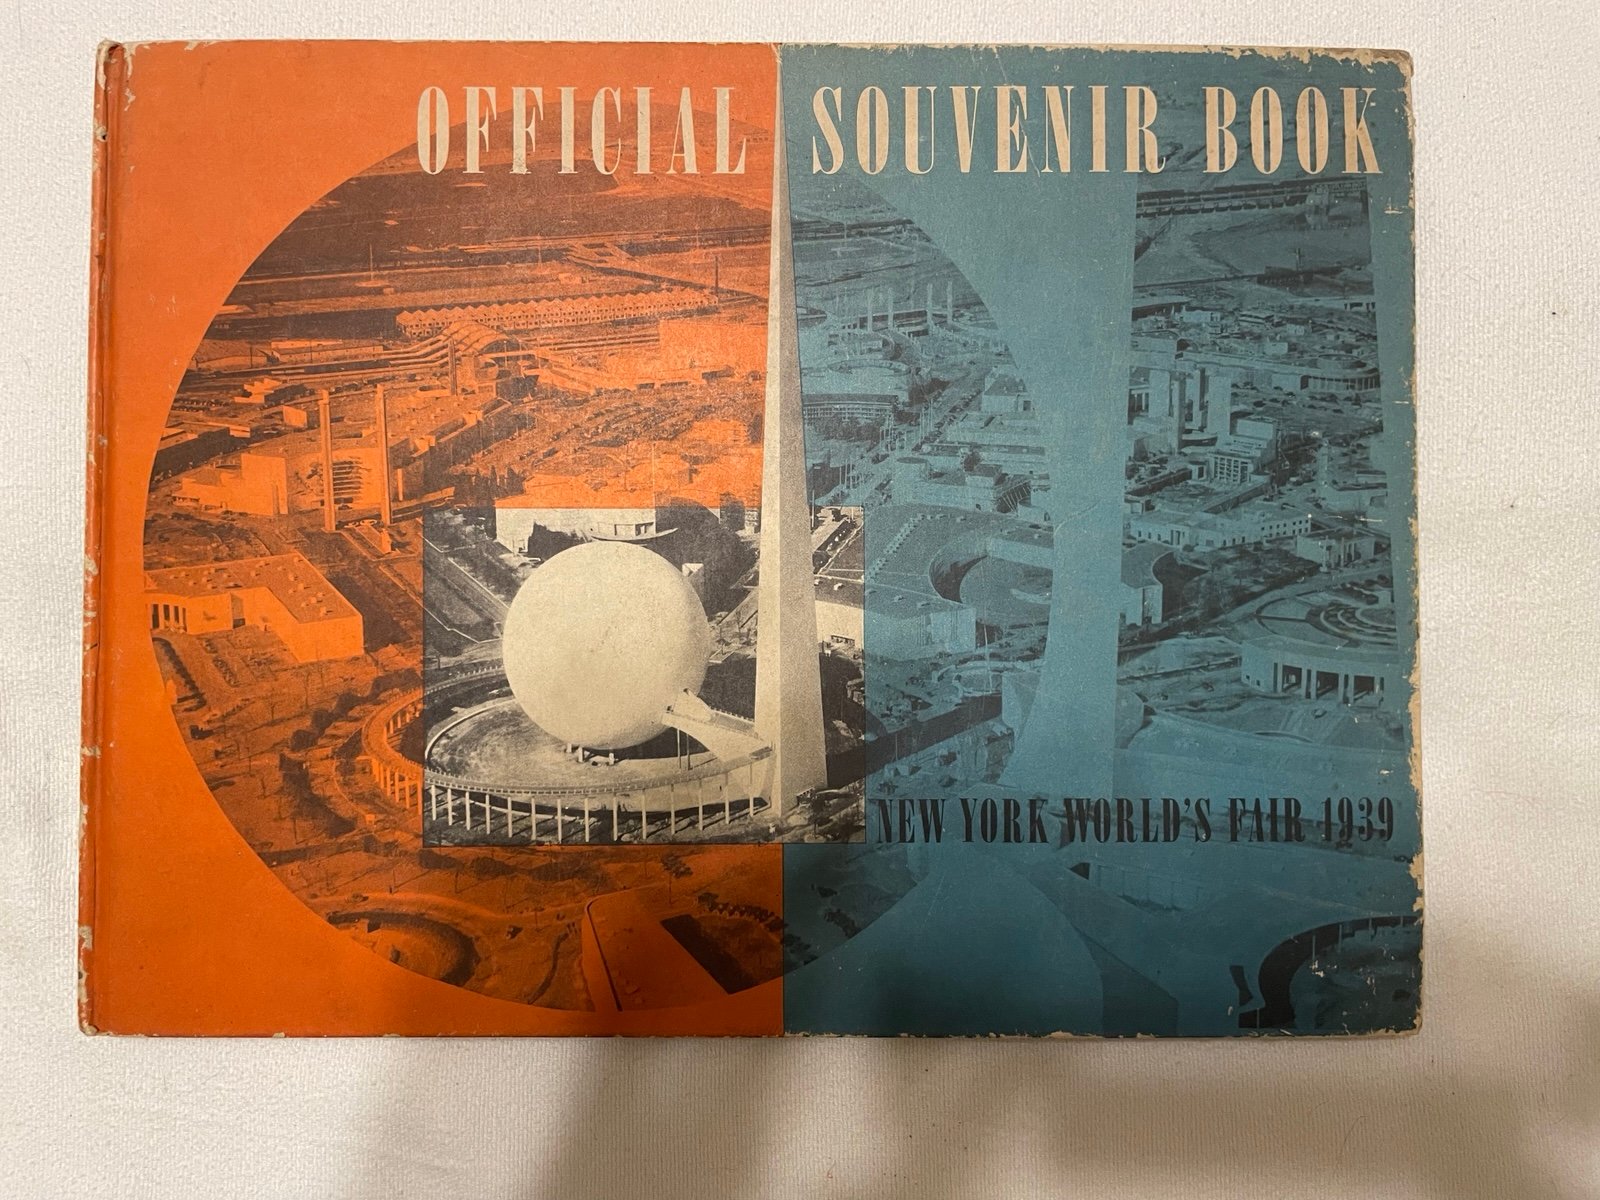 OFFICIAL SOUVENIR BOOK
NEW YORK WORLD'S FAIR 1939